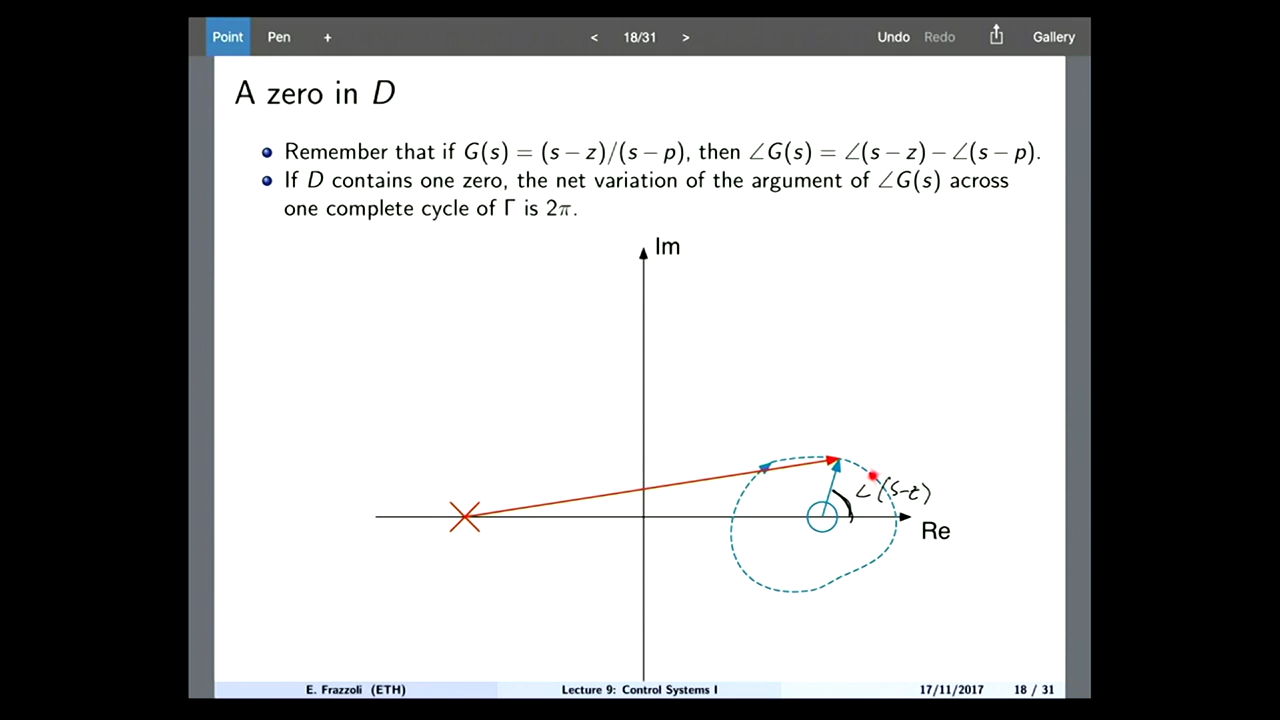 Point Pen + < 18/31 > Undo Redo Gallery
A zero in D
Remember that if G(s) = (s − z)/(s − p), then ∠G(s) = ∠(s − z) − ∠(s − p).
If D contains one zero, the net variation of the argument of ∠G(s) across
one complete cycle of Γ is 2π.
Im
∠(s-z)
Re
E. Frazzoli (ETH) Lecture 9: Control Systems I 17/11/2017 18 / 31